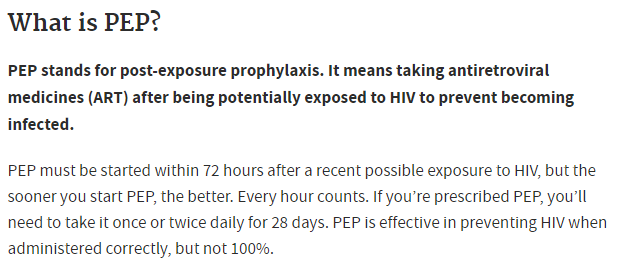 What is PEP?
PEP stands for post-exposure prophylaxis. It means taking antiretroviral
medicines (ART) after being potentially exposed to HIV to prevent becoming
infected.
PEP must be started within 72 hours after a recent possible exposure to HIV, but the
sooner you start PEP, the better. Every hour counts. If you’re prescribed PEP, you’ll
need to take it once or twice daily for 28 days. PEP is effective in preventing HIV when
administered correctly, but not 100%.